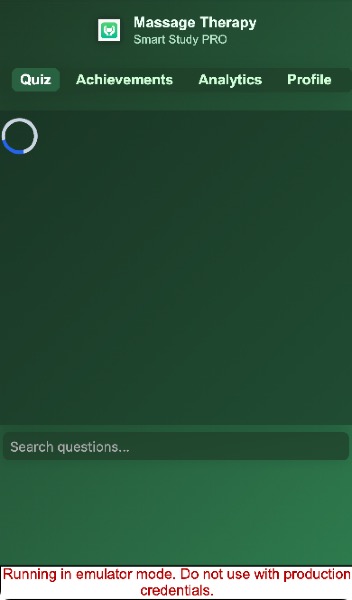 Massage Therapy
Smart Study PRO
Quiz Achievements Analytics Profile
Search questions...
Running in emulator mode. Do not use with production
credentials.